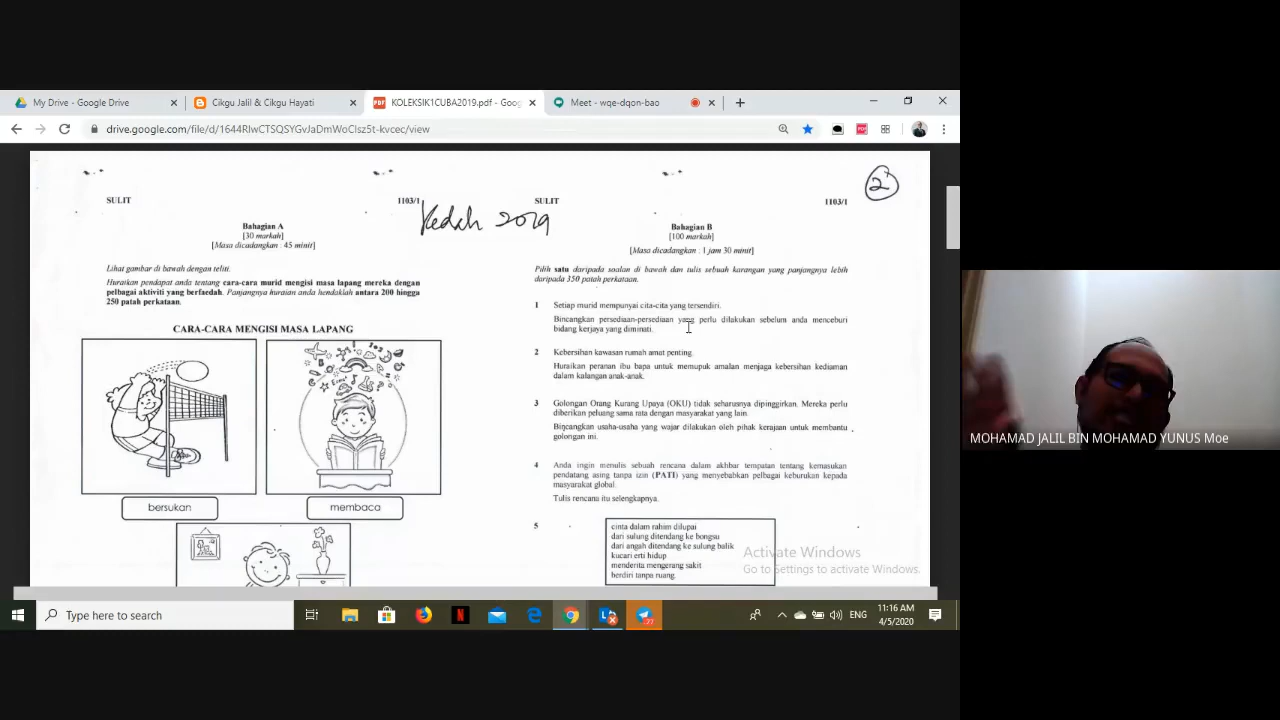 My Drive - Google Drive
Cikgu Jalil & Cikgu Hayati
KOLEKSIK1CUBA2019.pdf - Goog
Meet - wqe-dqon-bao
drive.google.com/file/d/1644RIwCTSQSYGvJaDmWoCIsz5t-kvcec/view
SULIT
1103/1
Kedah 2019
Bahagian A
[30 markah]
[Masa dicadangkan : 45 minit]
Lihat gambar di bawah dengan teliti.
Huraikan pendapat anda tentang cara-cara murid mengisi masa lapang mereka dengan
pelbagai aktiviti yang berfaedah. Panjangnya huraian anda hendaklah antara 200 hingga
250 patah perkataan.
CARA-CARA MENGISI MASA LAPANG
bersukan
membaca
SULIT
1103/1
2
Bahagian B
[100 markah]
[Masa dicadangkan : 1 jam 30 minit]
Pilih satu daripada soalan di bawah dan tulis sebuah karangan yang panjangnya lebih
daripada 350 patah perkataan.
1 Setiap murid mempunyai cita-cita yang tersendiri.
Bincangkan persediaan-persediaan yang perlu dilakukan sebelum anda menceburi
bidang kerjaya yang diminati.
2 Kebersihan kawasan rumah amat penting.
Huraikan peranan ibu bapa untuk memupuk amalan menjaga kebersihan kediaman
dalam kalangan anak-anak.
3 Golongan Orang Kurang Upaya (OKU) tidak seharusnya dipinggirkan. Mereka perlu
diberikan peluang sama rata dengan masyarakat yang lain.
Bincangkan usaha-usaha yang wajar dilakukan oleh pihak kerajaan untuk membantu
golongan ini.
4 Anda ingin menulis sebuah rencana dalam akhbar tempatan tentang kemasukan
pendatang asing tanpa izin (PATI) yang menyebabkan pelbagai keburukan kepada
masyarakat global.
Tulis rencana itu selengkapnya.
5 cinta dalam rahim dilupai
dari sulung ditendang ke bongsu
dari angah ditendang ke sulung balik
kucari erti hidup
menderita mengerang sakit
berdiri tanpa ruang.
Activate Windows
Go to Settings to activate Windows.
MOHAMAD JALIL BIN MOHAMAD YUNUS Moe
Type here to search
ENG
11:16 AM
4/5/2020